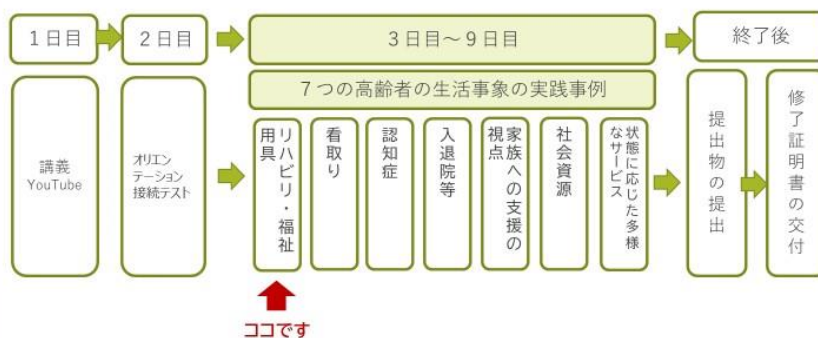 1日目
2日目
3日目～9日目
終了後
7つの高齢者の生活事象の実践事例
講義
YouTube
オリエン
テーション
接続テスト
リハビリ・福祉
用具
看取り
認知症
入退院等
家族への支援の
視点
社会資源
状態に応じた多様
なサービス
提出物の提出
修了証明書の交付
ココです